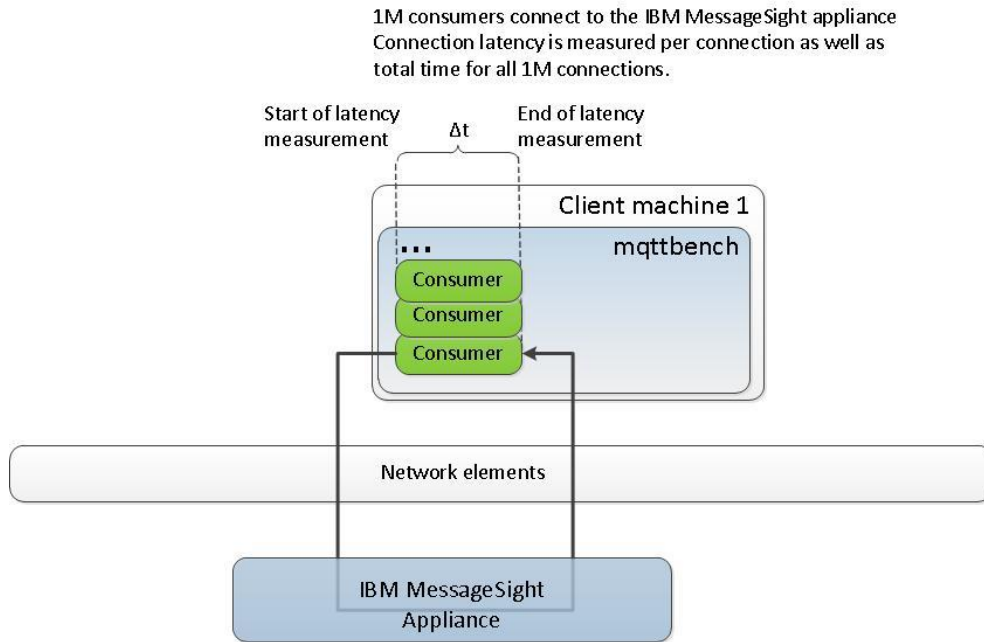 1M consumers connect to the IBM MessageSight appliance
Connection latency is measured per connection as well as
total time for all 1M connections.
Start of latency
measurement
Δt
End of latency
measurement
Client machine 1
...
mqttbench
Consumer
Consumer
Consumer
Network elements
IBM MessageSight
Appliance